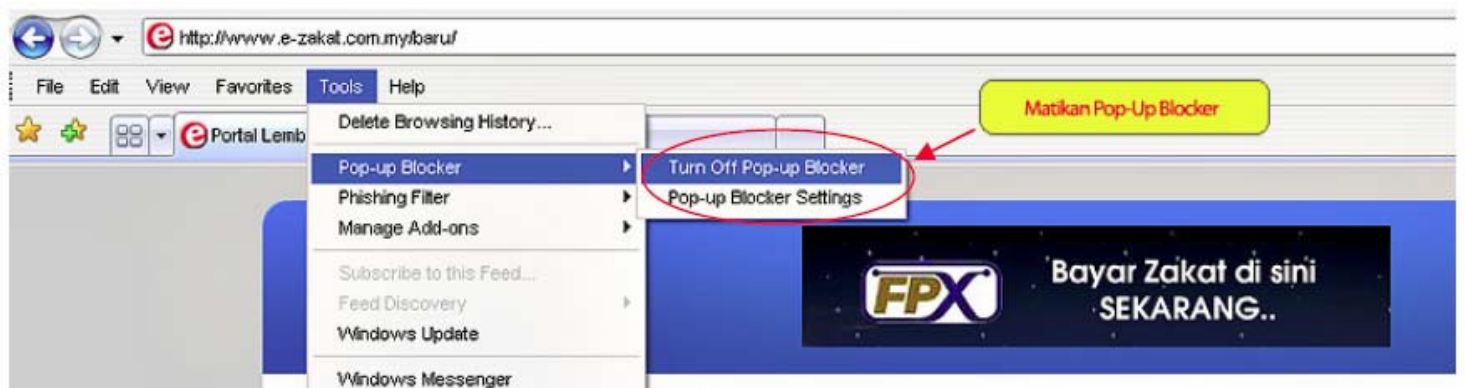 http://www.e-zakat.com.my/baru/
File Edit View Favorites Tools Help
Matikan Pop-Up Blocker
Portal Lemb
Delete Browsing History...
Pop-up Blocker
Turn Off Pop-up Blocker
Phishing Filter
Pop-up Blocker Settings
Manage Add-ons
Subscribe to this Feed...
Feed Discovery
Windows Update
Windows Messenger
FPX
Bayar Zakat di sini
SEKARANG..